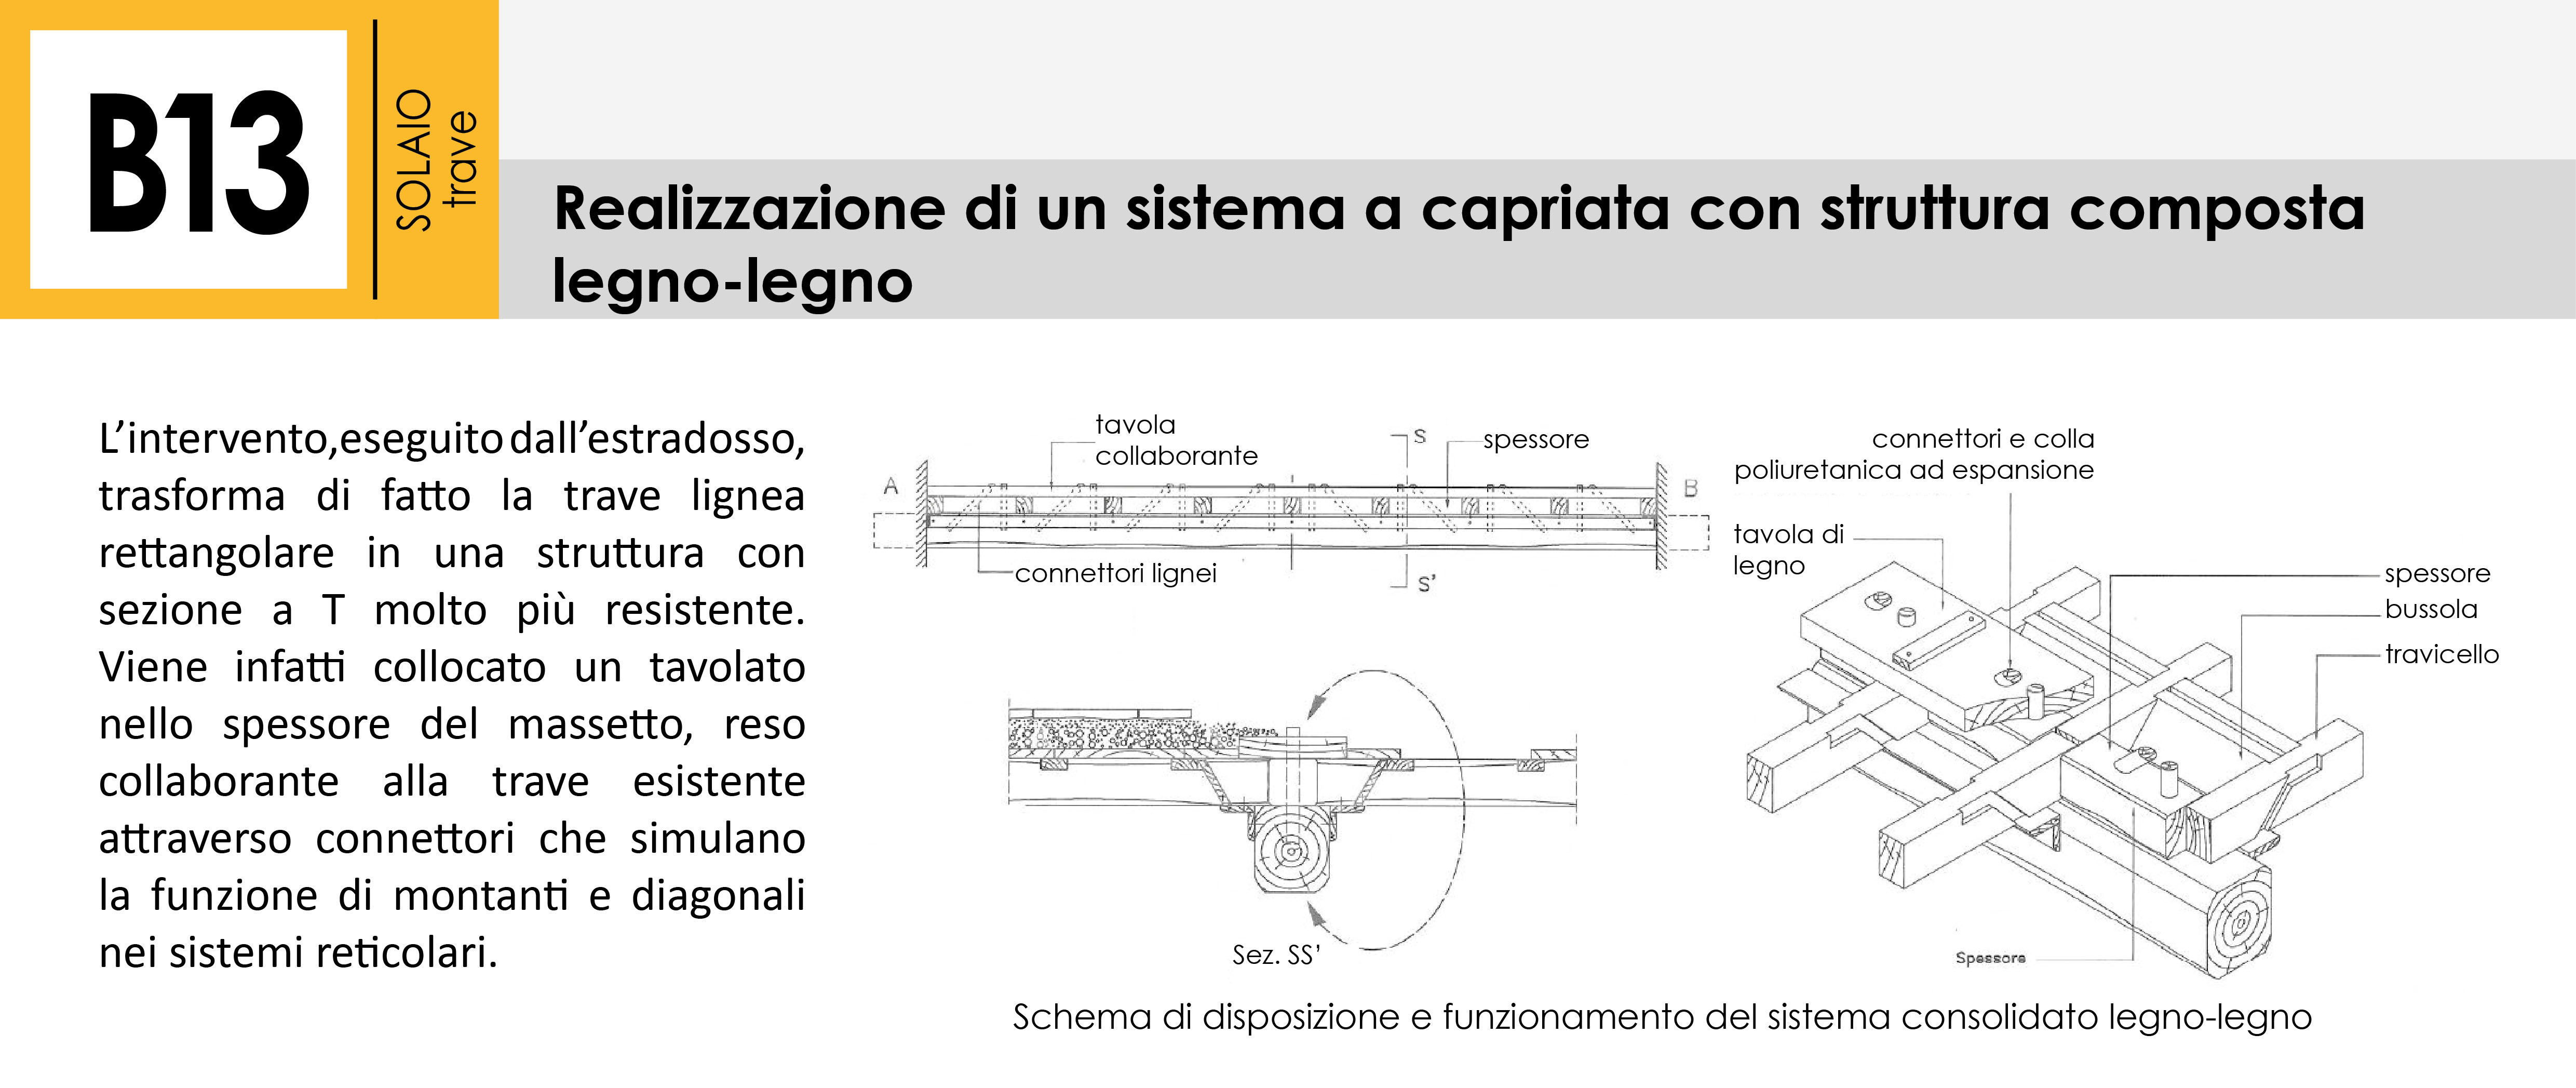 B13
SOLAIO
trave
Realizzazione di un sistema a capriata con struttura composta
legno-legno
L’intervento,eseguito dall’estradosso,
trasforma di fatto la trave lignea
rettangolare in una struttura con
sezione a T molto più resistente.
Viene infatti collocato un tavolato
nello spessore del massetto, reso
collaborante alla trave esistente
attraverso connettori che simulano
la funzione di montanti e diagonali
nei sistemi reticolari.
tavola
collaborante
S
spessore
A
B
connettori lignei
S'
Sez. SS’
connettori e colla
poliuretanica ad espansione
tavola di
legno
spessore
bussola
travicello
Spessore
Schema di disposizione e funzionamento del sistema consolidato legno-legno